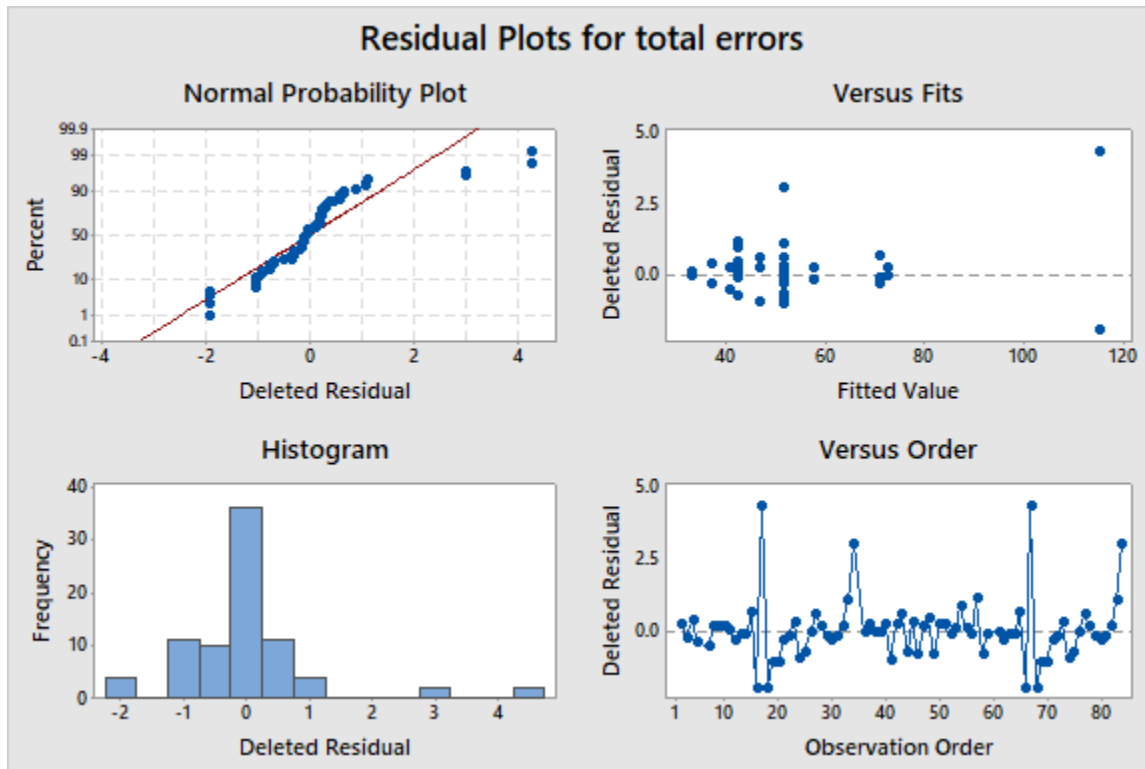 Residual Plots for total errors
Normal Probability Plot
99.9
99
90
50
10
1
0.1
Percent
-4 -2 0 2 4
Deleted Residual
Versus Fits
5.0
2.5
0.0
Deleted Residual
40 60 80 100 120
Fitted Value
Histogram
40
30
20
10
0
Frequency
-2 -1 0 1 2 3 4
Deleted Residual
Versus Order
5.0
2.5
0.0
Deleted Residual
1 10 20 30 40 50 60 70 80
Observation Order